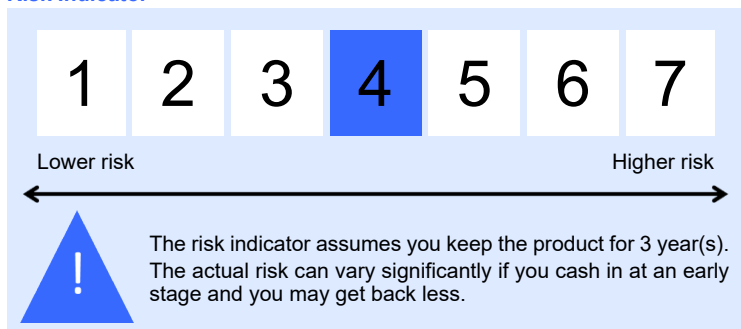 Risk Indicator
1 2 3 4 5 6 7
Lower risk Higher risk
!
The risk indicator assumes you keep the product for 3 year(s).
The actual risk can vary significantly if you cash in at an early
stage and you may get back less.